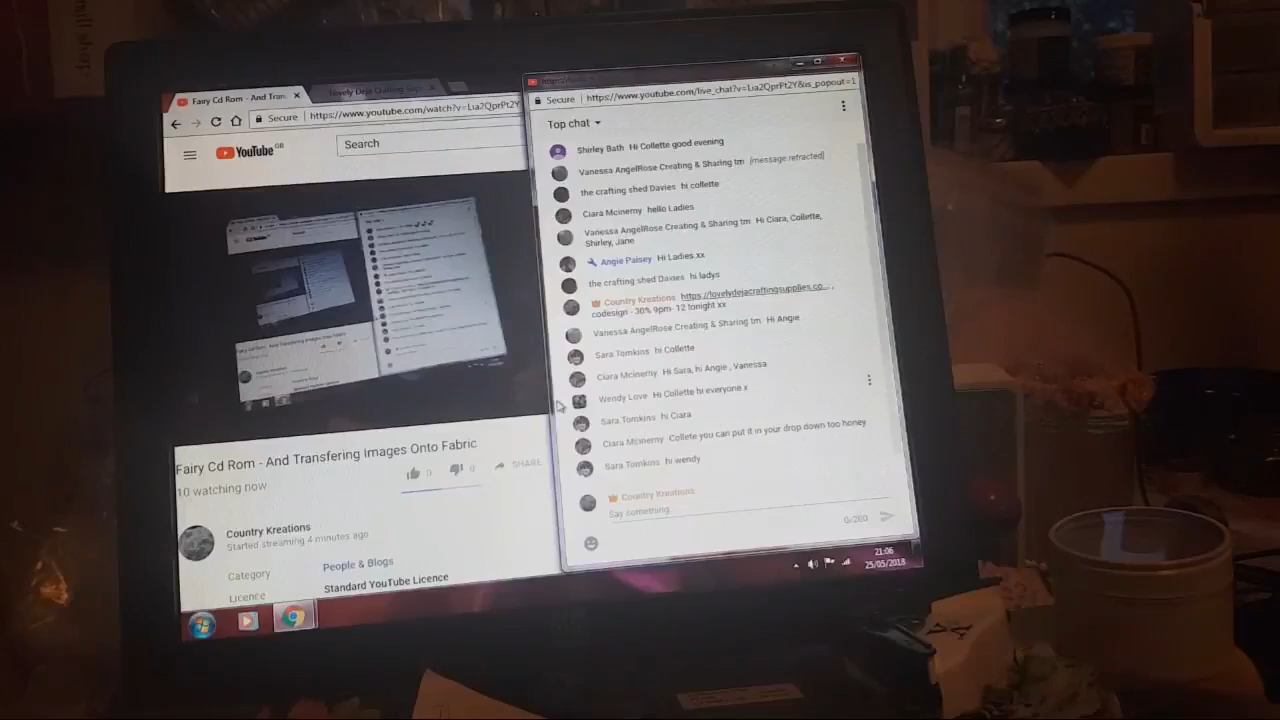 Fairy Cd Rom - And Tran.
Lovely Deja Crafting Sup
Secure https://www.youtube.com/watch?v=Lia2QprPt2Y
YouTube GB
Search
Fairy Cd Rom - And Transfering Images Onto Fabric
10 watching now
0
0
SHARE
Country Kreations
Started streaming 4 minutes ago
Category People & Blogs
Licence Standard YouTube Licence
Secure https://www.youtube.com/live_chat?v=Lia2QprPt2Y&is_popout=1
Top chat
Shirley Bath Hi Collette good evening
Vanessa AngelRose Creating & Sharing tm [message retracted]
the crafting shed Davies hi collette
Ciara Mcinerny hello Ladies
Vanessa AngelRose Creating & Sharing tm Hi Ciara, Collette,
Shirley, Jane
Angie Paisey Hi Ladies xx
the crafting shed Davies hi ladys
Country Kreations https://lovelydejacraftingsupplies.co... ,
codesign - 30% 9pm- 12 tonight xx
Vanessa AngelRose Creating & Sharing tm Hi Angie
Sara Tomkins hi Collette
Ciara Mcinerny Hi Sara, hi Angie , Vanessa
Wendy Love Hi Collette hi everyone x
Sara Tomkins hi Ciara
Ciara Mcinerny Collete you can put it in your drop down too honey
Sara Tomkins hi wendy
Country Kreations
Say something
0/200
21:06
25/05/2018